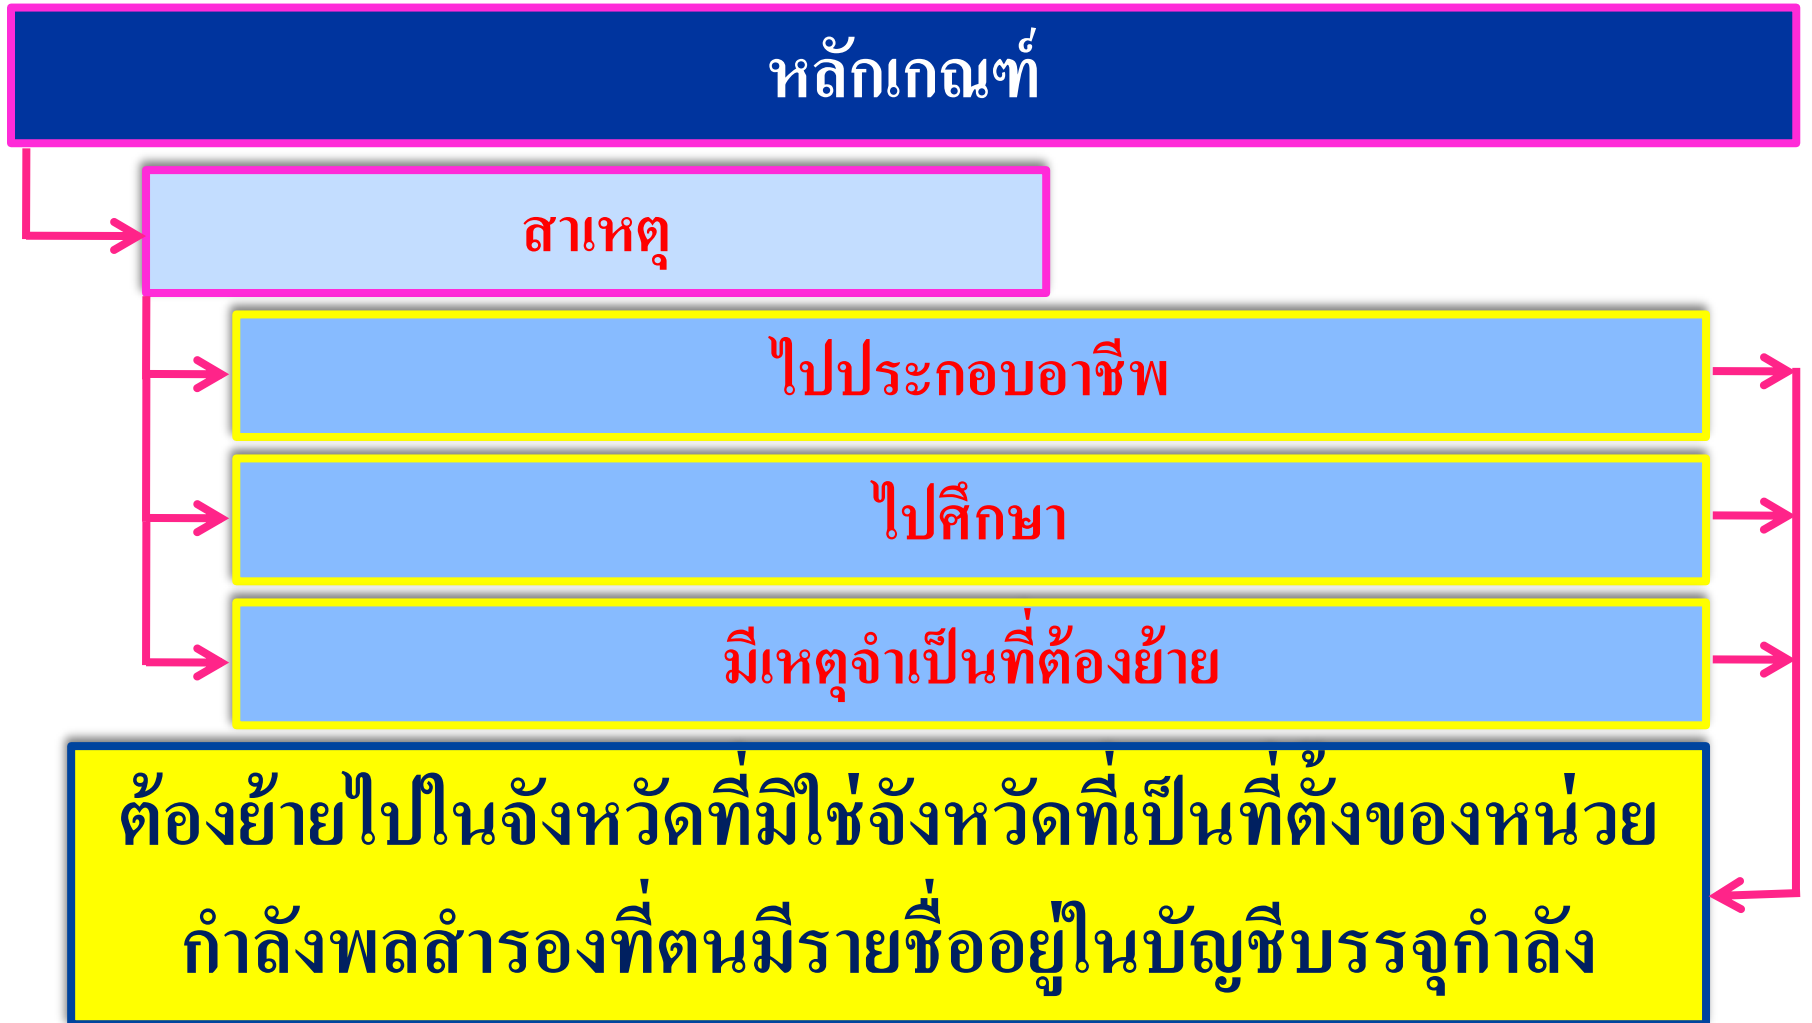 หลักเกณฑ์
สาเหตุ
ไปประกอบอาชีพ
ไปศึกษา
มีเหตุจำเป็นที่ต้องย้าย
ต้องย้ายไปในจังหวัดที่มิใช่จังหวัดที่เป็นที่ตั้งของหน่วย
กำลังพลสำรองที่ตนมีรายชื่ออยู่ในบัญชีบรรจุกำลัง